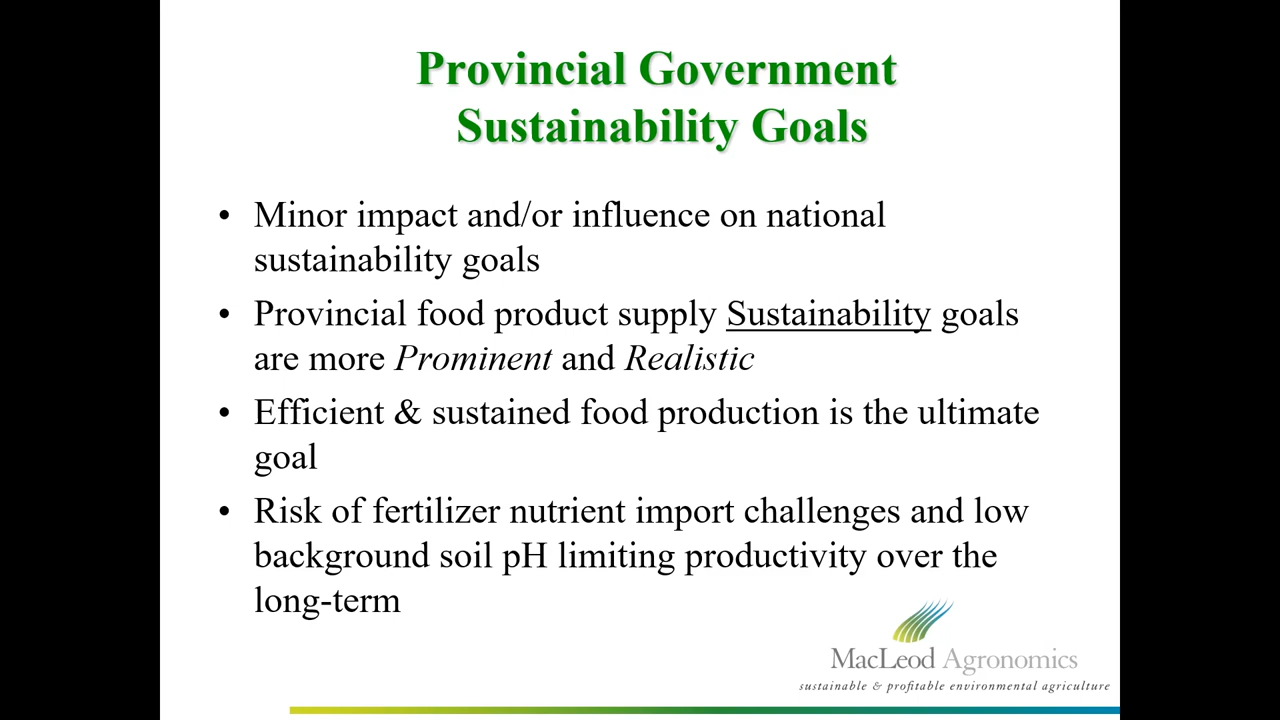 Provincial Government
Sustainability Goals
• Minor impact and/or influence on national
sustainability goals
• Provincial food product supply Sustainability goals
are more Prominent and Realistic
• Efficient & sustained food production is the ultimate
goal
• Risk of fertilizer nutrient import challenges and low
background soil pH limiting productivity over the
long-term
MacLeod Agronomics
sustainable & profitable environmental agriculture